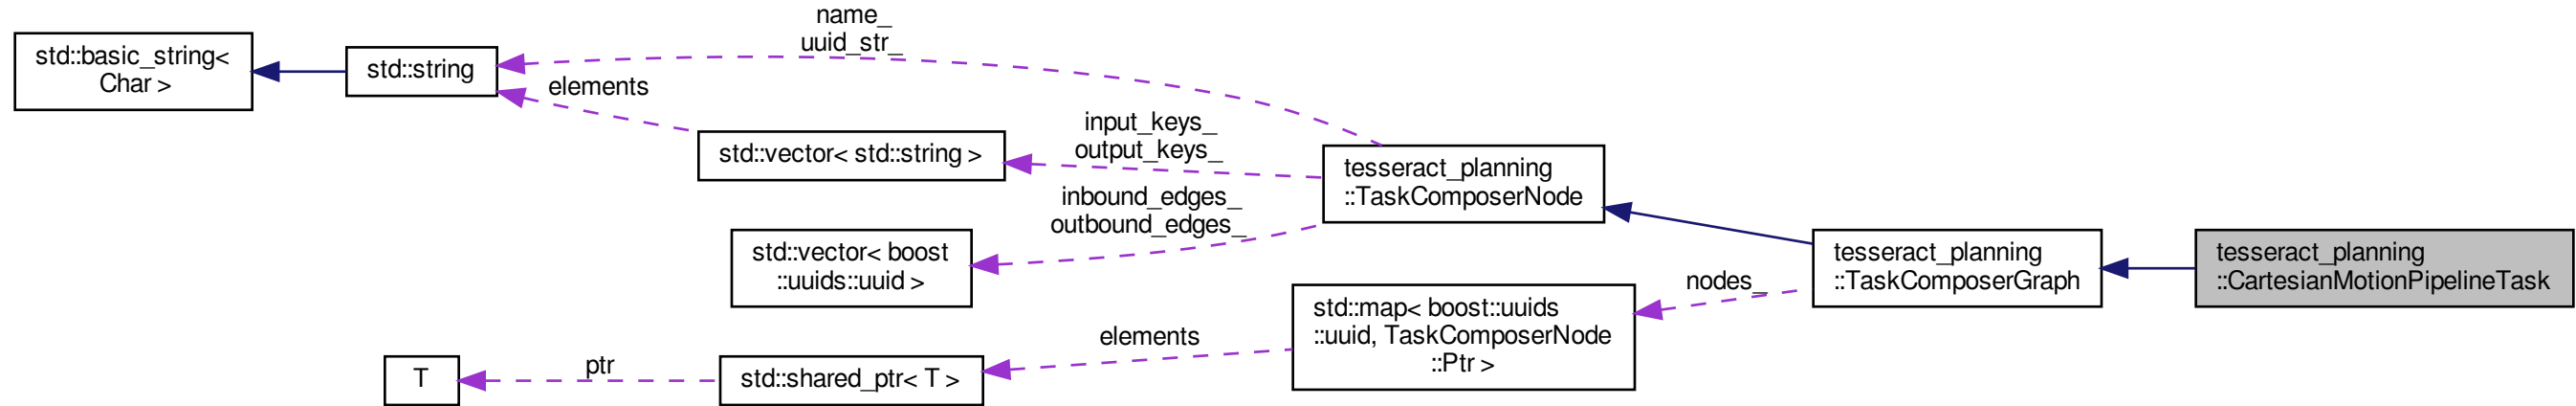 name_
uuid_str_
std::basic_string<
Char >
std::string
elements
input_keys_
output_keys_
std::vector< std::string >
tesseract_planning
::TaskComposerNode
inbound_edges_
outbound_edges_
std::vector< boost
::uuids::uuid >
tesseract_planning
::TaskComposerGraph
tesseract_planning
::CartesianMotionPipelineTask
nodes_
std::map< boost::uuids
::uuid, TaskComposerNode
::Ptr >
elements
T
ptr
std::shared_ptr< T >